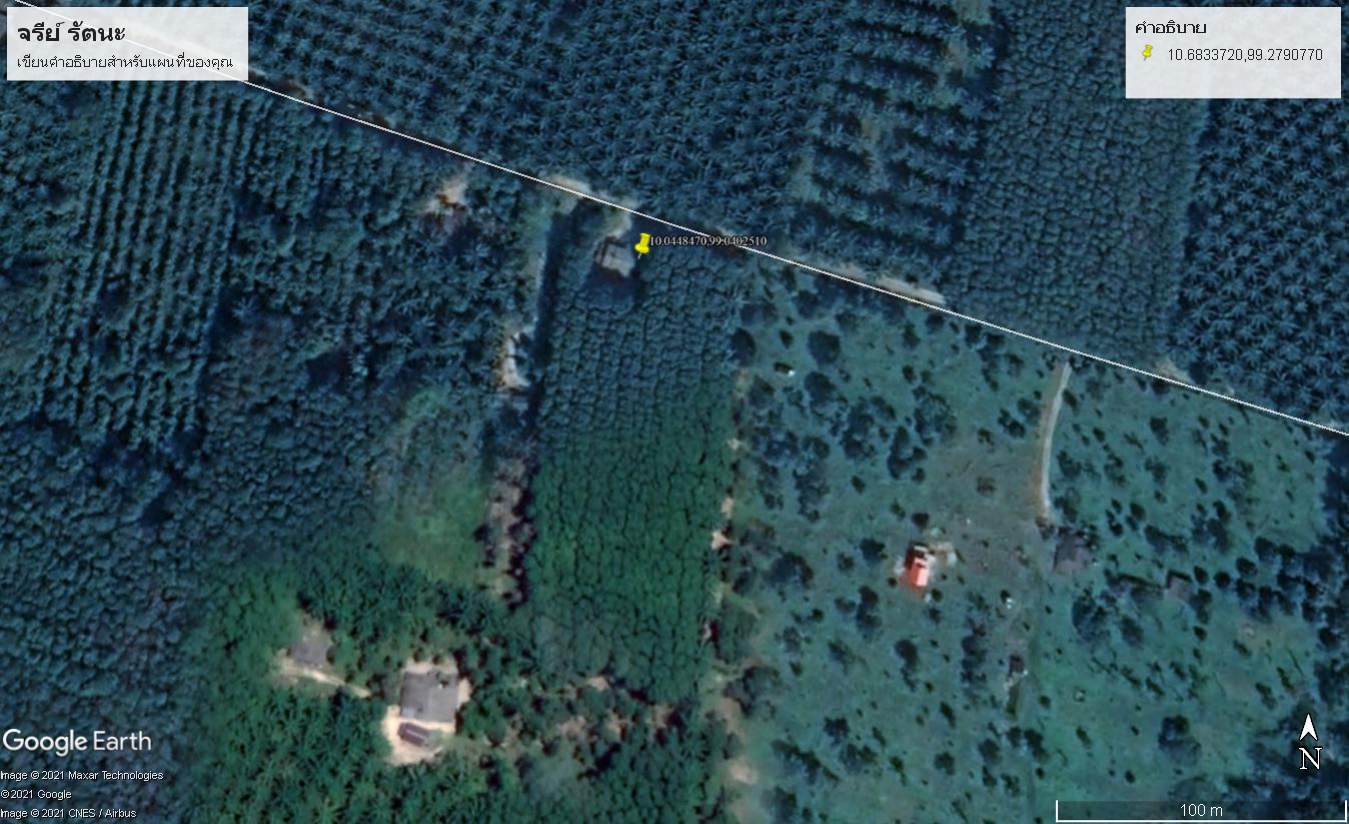 จรีย์ รัตนะ
เขียนคำอธิบายสำหรับแผนที่ของคุณ
คำอธิบาย
10.6833720,99.2790770
10.0448470,99.0402510
Google Earth
Image © 2021 Maxar Technologies
© 2021 Google
Image © 2021 CNES / Airbus
N
100 m